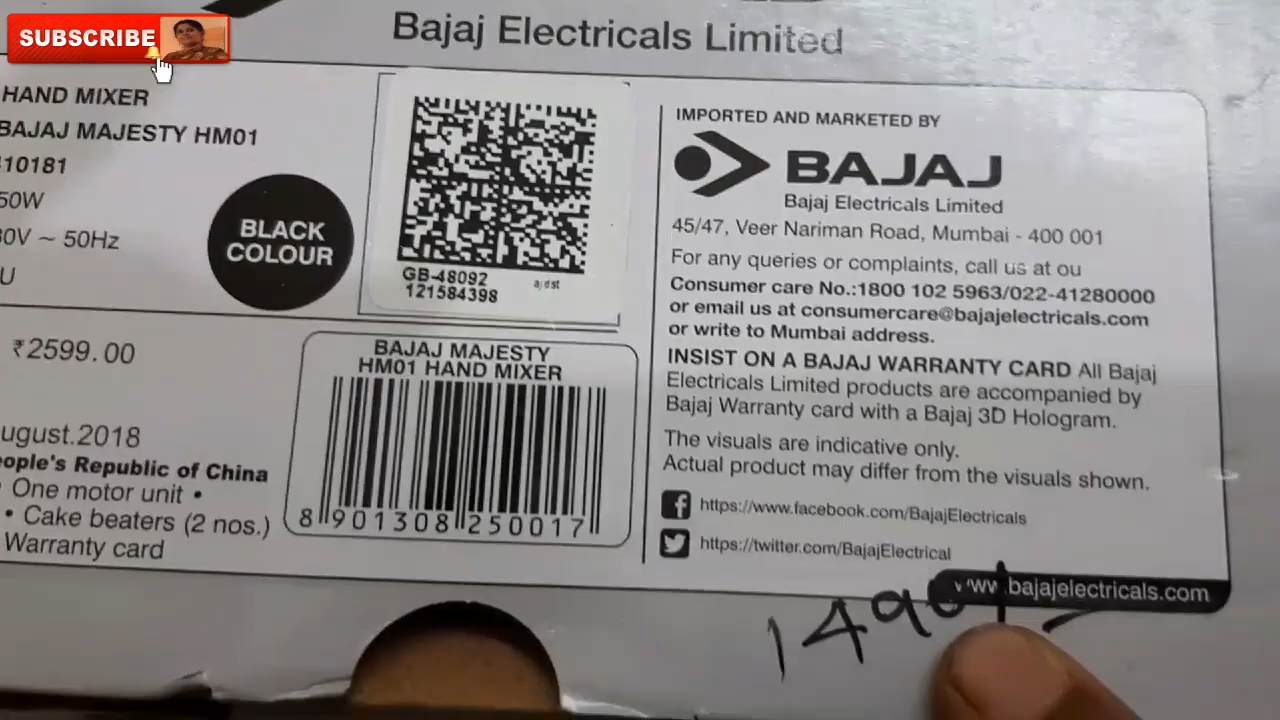 SUBSCRIBE
Bajaj Electricals Limited
HAND MIXER
BAJAJ MAJESTY HM01
410181
50W
30V ~ 50Hz
U
BLACK
COLOUR
GB-48092
121584398
₹2599.00
ugust.2018
eople's Republic of China
One motor unit •
• Cake beaters (2 nos.)
Warranty card
BAJAJ MAJESTY
HM01 HAND MIXER
8 901308 250017
IMPORTED AND MARKETED BY
BAJAJ
Bajaj Electricals Limited
45/47, Veer Nariman Road, Mumbai - 400 001
For any queries or complaints, call us at ou
Consumer care No.:1800 102 5963/022-41280000
or email us at consumercare@bajajelectricals.com
or write to Mumbai address.
INSIST ON A BAJAJ WARRANTY CARD All Bajaj
Electricals Limited products are accompanied by
Bajaj Warranty card with a Bajaj 3D Hologram.
The visuals are indicative only.
Actual product may differ from the visuals shown.
https://www.facebook.com/BajajElectricals
https://twitter.com/BajajElectrical
www.bajajelectricals.com